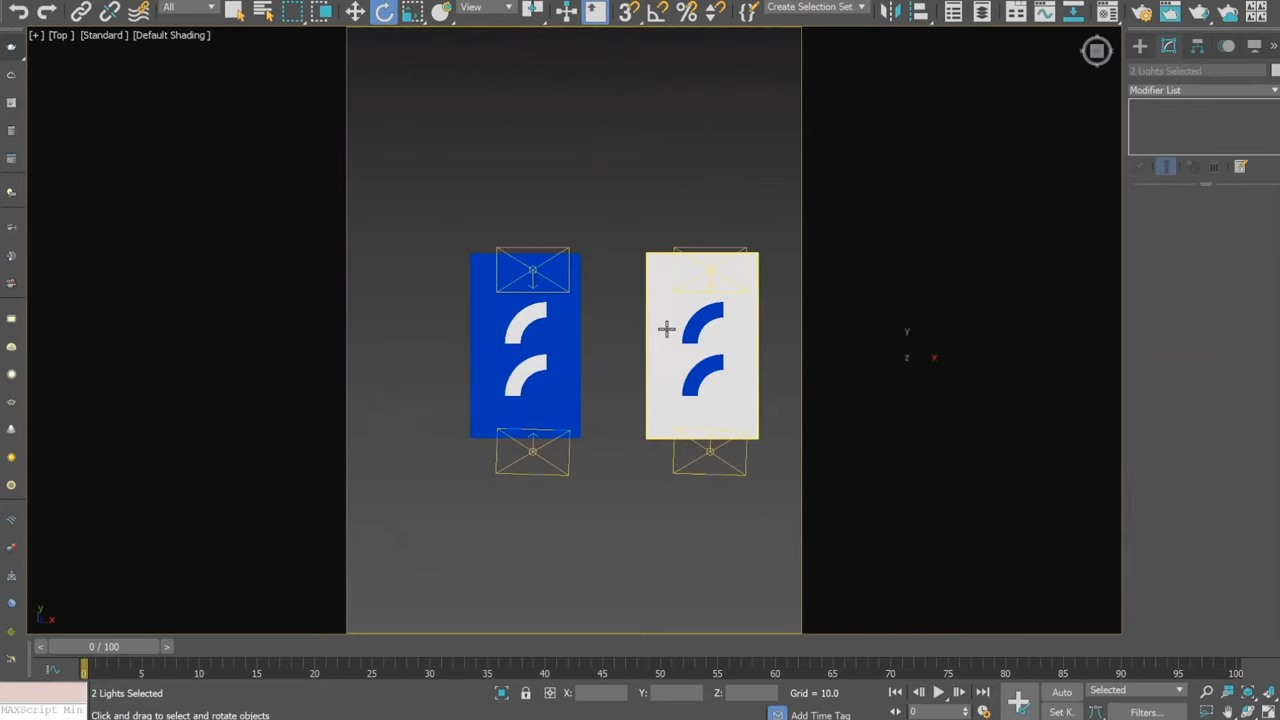 All
View
Create Selection Set
[+] [Top ] [Standard ] [Default Shading ]
2 Lights Selected
Modifier List
y
z x
y
x
0 / 100
0 5 10 15 20 25 30 35 40 45 50 55 60 65 70 75 80 85 90 95 100
2 Lights Selected
X: Y: Z: Grid = 10.0
Auto Selected
MAXScript Min
Click and drag to select and rotate objects
Add Time Tag
0
Set K. Filters...